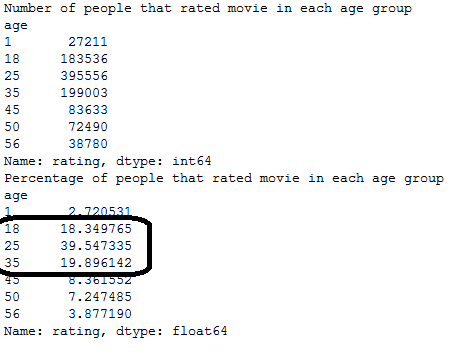 Number of people that rated movie in each age group
age
1 27211
18 183536
25 395556
35 199003
45 83633
50 72490
56 38780
Name: rating, dtype: int64
Percentage of people that rated movie in each age group
age
1 2.720531
18 18.349765
25 39.547335
35 19.896142
45 8.361552
50 7.247485
56 3.877190
Name: rating, dtype: float64